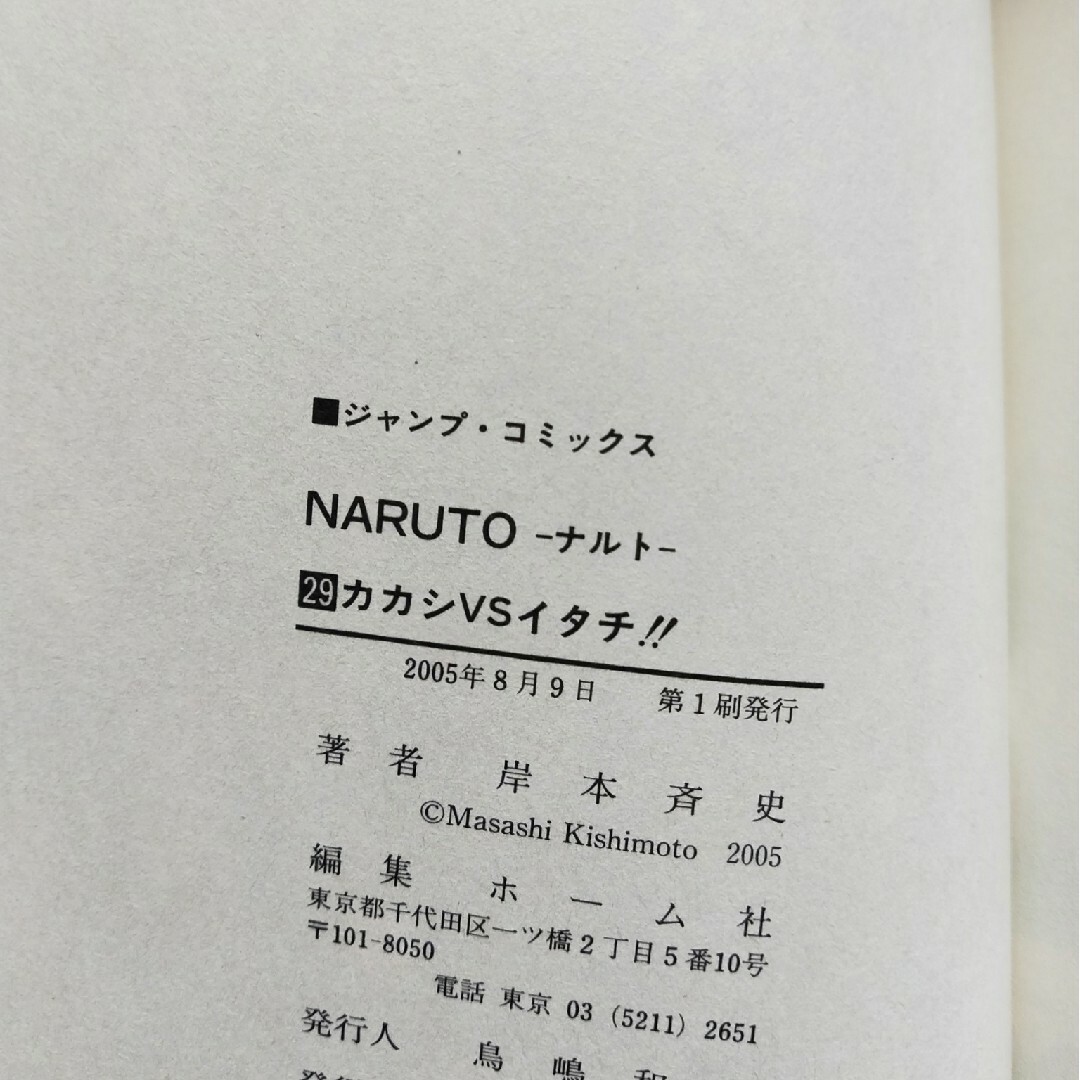 ■ジャンプ・コミックス
NARUTO -ナルト-
29カカシVSイタチ!!
2005年8月9日 第1刷発行
著者 岸本斉史
©Masashi Kishimoto 2005
編集 ホーム社
東京都千代田区一ツ橋2丁目5番10号
〒101-8050
電話 東京 03 (5211) 2651
発行人 鳥嶋和